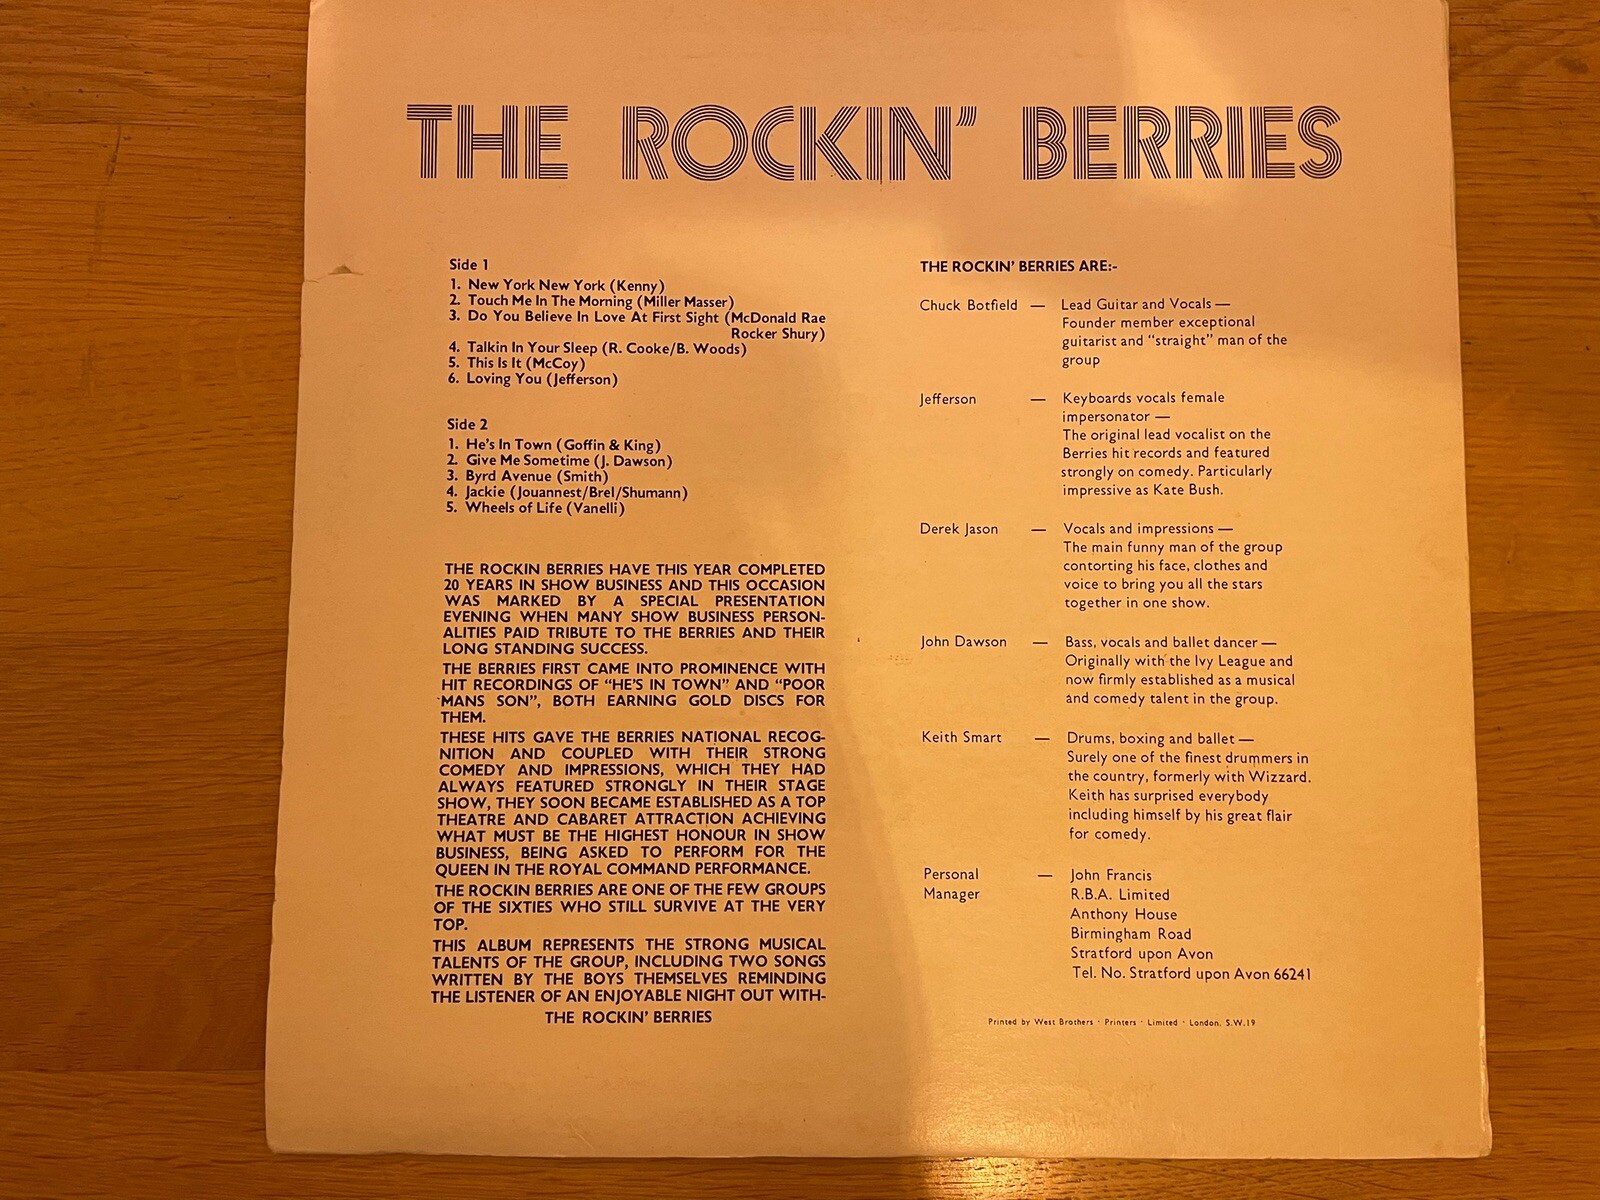 THE ROCKIN' BERRIES
Side 1
1. New York New York (Kenny)
2. Touch Me In The Morning (Miller Masser)
3. Do You Believe In Love At First Sight (McDonald Rae
Rocker Shury)
4. Talkin In Your Sleep (R. Cooke/B. Woods)
5. This Is It (McCoy)
6. Loving You (Jefferson)
Side 2
1. He's In Town (Goffin & King)
2. Give Me Sometime (J. Dawson)
3. Byrd Avenue (Smith)
4. Jackie (Jouannest/Brel/Shumann)
5. Wheels of Life (Vanelli)
THE ROCKIN BERRIES HAVE THIS YEAR COMPLETED
20 YEARS IN SHOW BUSINESS AND THIS OCCASION
WAS MARKED BY A SPECIAL PRESENTATION
EVENING WHEN MANY SHOW BUSINESS PERSON-
ALITIES PAID TRIBUTE TO THE BERRIES AND THEIR
LONG STANDING SUCCESS.
THE BERRIES FIRST CAME INTO PROMINENCE WITH
HIT RECORDINGS OF "HE'S IN TOWN" AND "POOR
MANS SON", BOTH EARNING GOLD DISCS FOR
THEM.
THESE HITS GAVE THE BERRIES NATIONAL RECOG-
NITION AND COUPLED WITH THEIR STRONG
COMEDY AND IMPRESSIONS, WHICH THEY HAD
ALWAYS FEATURED STRONGLY IN THEIR STAGE
SHOW, THEY SOON BECAME ESTABLISHED AS A TOP
THEATRE AND CABARET ATTRACTION ACHIEVING
WHAT MUST BE THE HIGHEST HONOUR IN SHOW
BUSINESS, BEING ASKED TO PERFORM FOR THE
QUEEN IN THE ROYAL COMMAND PERFORMANCE.
THE ROCKIN BERRIES ARE ONE OF THE FEW GROUPS
OF THE SIXTIES WHO STILL SURVIVE AT THE VERY
TOP.
THIS ALBUM REPRESENTS THE STRONG MUSICAL
TALENTS OF THE GROUP, INCLUDING TWO SONGS
WRITTEN BY THE BOYS THEMSELVES REMINDING
THE LISTENER OF AN ENJOYABLE NIGHT OUT WITH-
THE ROCKIN' BERRIES
THE ROCKIN' BERRIES ARE:-
Chuck Botfield — Lead Guitar and Vocals —
Founder member exceptional
guitarist and "straight" man of the
group
Jefferson — Keyboards vocals female
impersonator —
The original lead vocalist on the
Berries hit records and featured
strongly on comedy. Particularly
impressive as Kate Bush.
Derek Jason — Vocals and impressions —
The main funny man of the group
contorting his face, clothes and
voice to bring you all the stars
together in one show.
John Dawson — Bass, vocals and ballet dancer —
Originally with the Ivy League and
now firmly established as a musical
and comedy talent in the group.
Keith Smart — Drums, boxing and ballet —
Surely one of the finest drummers in
the country, formerly with Wizzard.
Keith has surprised everybody
including himself by his great flair
for comedy.
Personal — John Francis
Manager R.B.A. Limited
Anthony House
Birmingham Road
Stratford upon Avon
Tel. No. Stratford upon Avon 66241
Printed by West Brothers · Printers · Limited · London, S.W.19